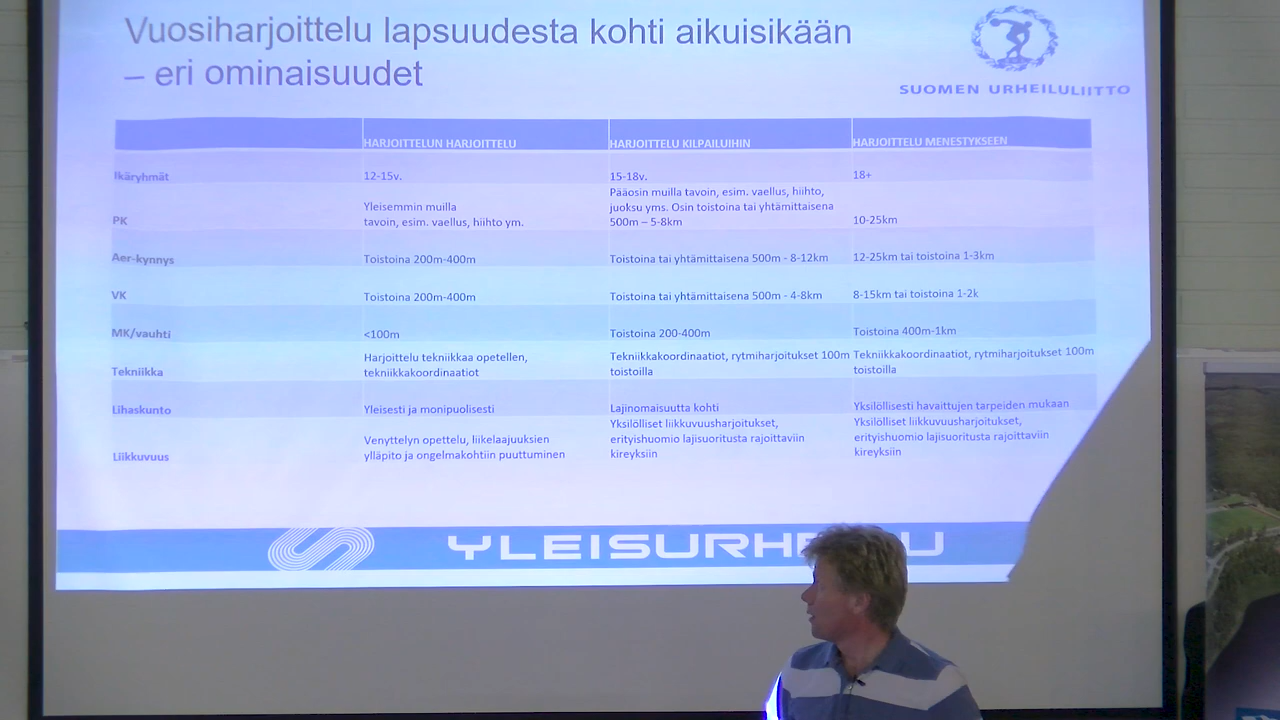 Vuosiharjoittelu lapsuudesta kohti aikuisikään
– eri ominaisuudet
SUOMEN URHEILULIITTO
HARJOITTELUN HARJOITTELU HARJOITTELU KILPAILUIHIN HARJOITTELU MENESTYKSEEN
Ikäryhmät 12-15v. 15-18v. 18+
PK
Yleisemmin muilla
tavoin, esim. vaellus, hiihto ym.
Pääosin muilla tavoin, esim. vaellus, hiihto,
juoksu yms. Osin toistoina tai yhtämittaisena
500m – 5-8km
10-25km
Aer-kynnys Toistoina 200m-400m Toistoina tai yhtämittaisena 500m - 8-12km 12-25km tai toistoina 1-3km
VK Toistoina 200m-400m Toistoina tai yhtämittaisena 500m - 4-8km 8-15km tai toistoina 1-2k
MK/vauhti <100m Toistoina 200-400m Toistoina 400m-1km
Tekniikka
Harjoittelu tekniikkaa opetellen,
tekniikkakoordinaatiot
Tekniikkakoordinaatiot, rytmiharjoitukset 100m
toistoilla
Tekniikkakoordinaatiot, rytmiharjoitukset 100m
toistoilla
Lihaskunto Yleisesti ja monipuolisesti Lajinomaisuutta kohti Yksilöllisesti havaittujen tarpeiden mukaan
Liikkuvuus
Venyttelyn opettelu, liikelaajuuksien
ylläpito ja ongelmakohtiin puuttuminen
Yksilölliset liikkuvuusharjoitukset,
erityishuomio lajisuoritusta rajoittaviin
kireyksiin
Yksilölliset liikkuvuusharjoitukset,
erityishuomio lajisuoritusta rajoittaviin
kireyksiin
YLEISURHEILU